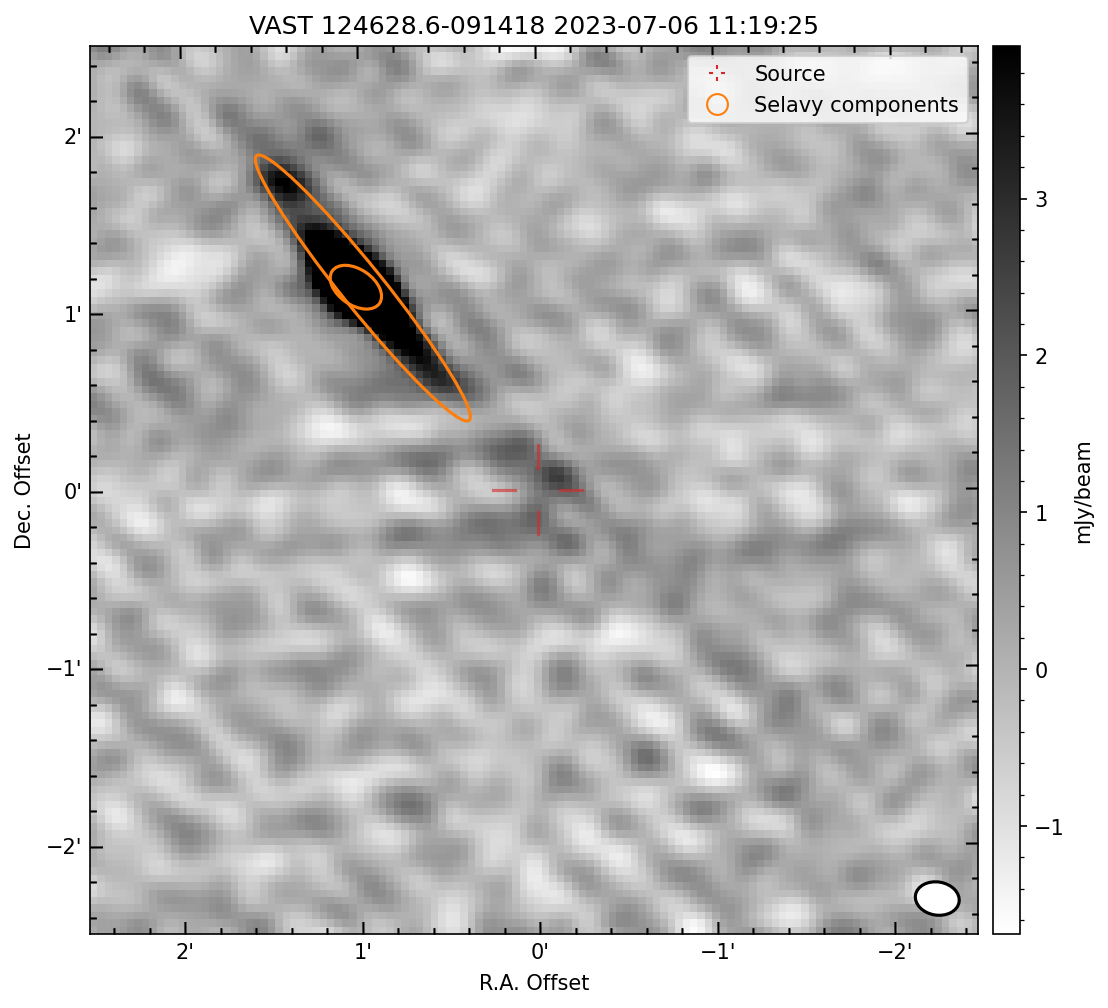 VAST 124628.6-091418 2023-07-06 11:19:25
Source
Selavy components
2'
1'
0'
−1'
−2'
Dec. Offset
2'
1'
0'
−1'
−2'
R.A. Offset
3
2
1
0
−1
mJy/beam